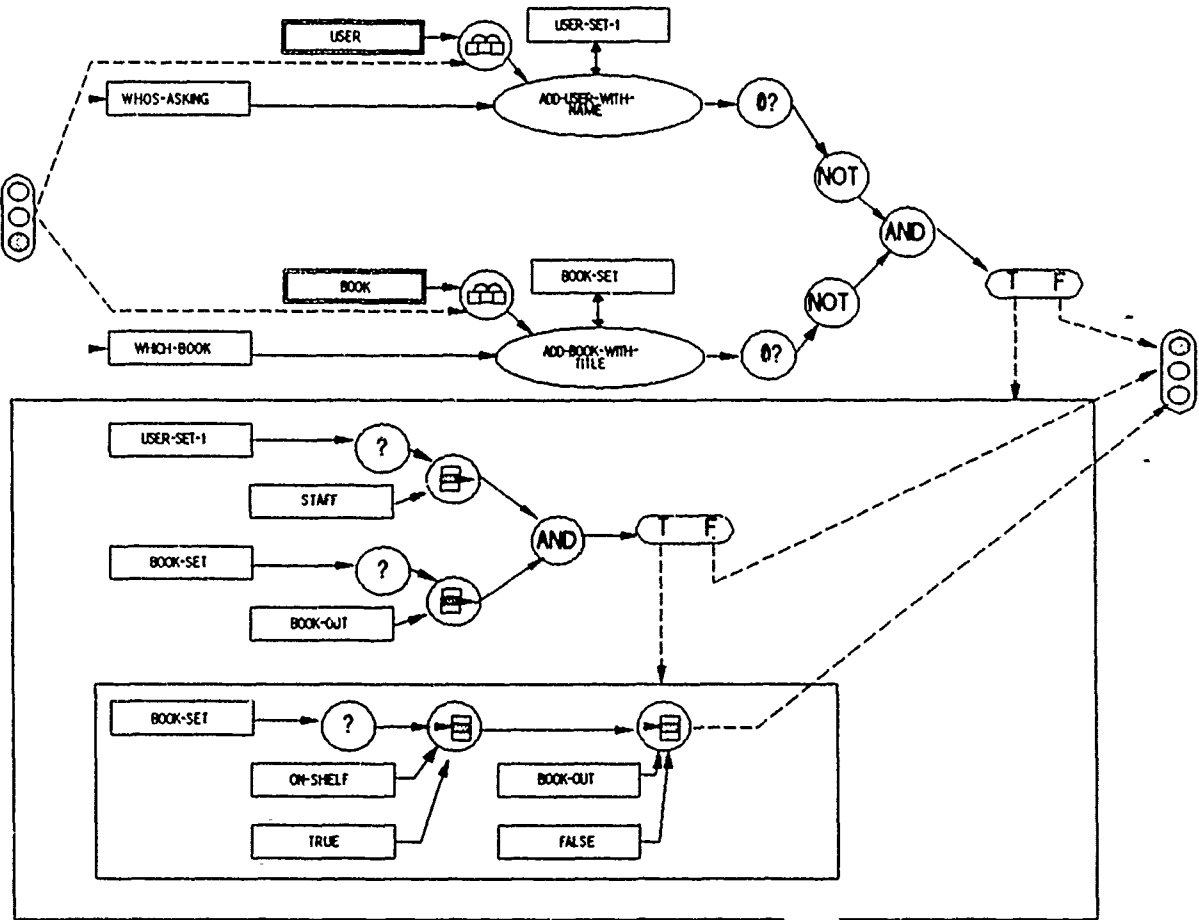 USER
USER-SET-1
WHOS-ASKING
ADD-USER-WITH-
NAME
0?
NOT
AND
BOOK
BOOK-SET
NOT
T F
WHICH-BOOK
ADD-BOOK-WITH-
TITLE
0?
USER-SET-1
?
STAFF
AND
T F
BOOK-SET
?
BOOK-OUT
BOOK-SET
?
ON-SHELF
BOOK-OUT
TRUE
FALSE